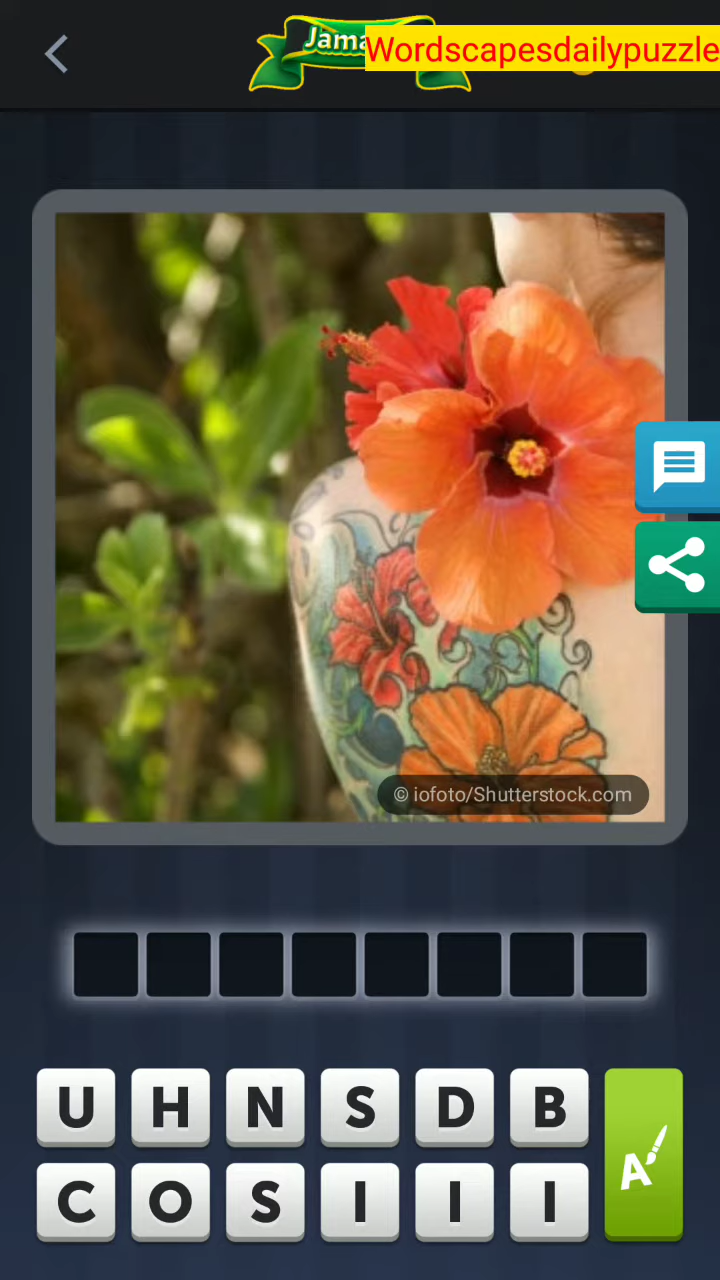 Jama
Wordscapesdailypuzzle
© iofoto/Shutterstock.com
U H N S D B
C O S I I I
A